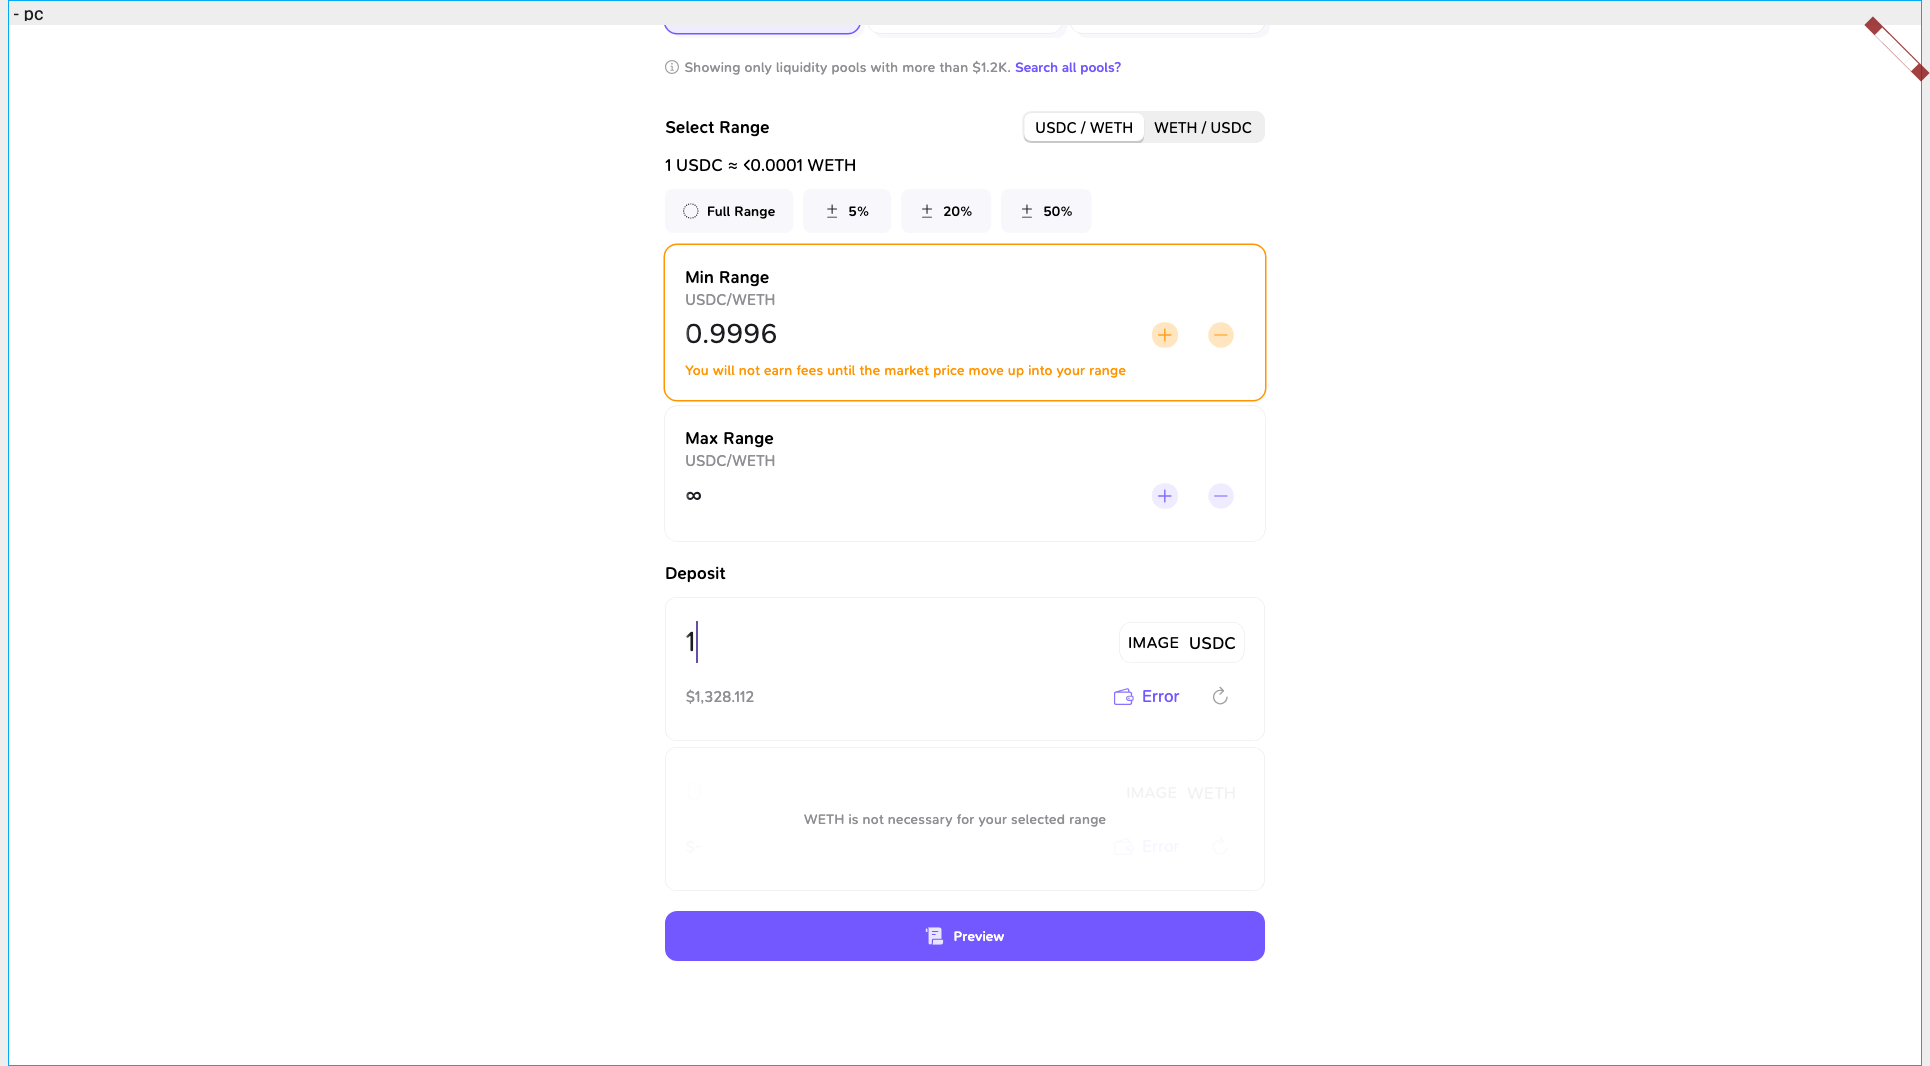 - pc
Showing only liquidity pools with more than $1.2K. Search all pools?
Select Range
USDC / WETH
WETH / USDC
1 USDC ≈ <0.0001 WETH
Full Range
± 5%
± 20%
± 50%
Min Range
USDC/WETH
0.9996
You will not earn fees until the market price move up into your range
Max Range
USDC/WETH
∞
Deposit
1
IMAGE USDC
$1,328.112
Error
IMAGE WETH
WETH is not necessary for your selected range
$-
Error
Preview